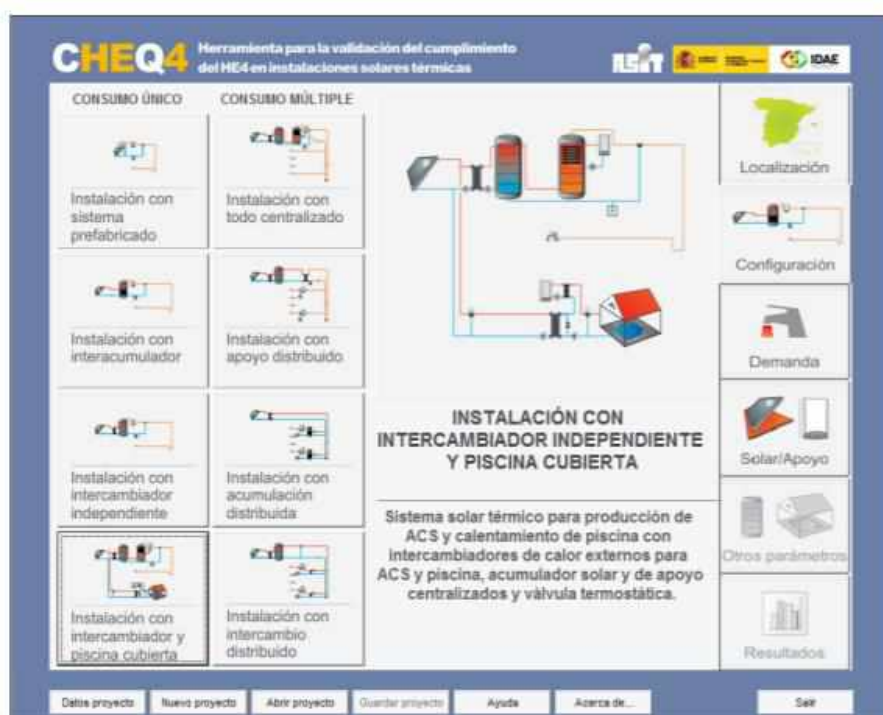 CHEQ4
Herramienta para la validación del cumplimiento
del HE4 en instalaciones solares térmicas
IDAE
CONSUMO ÚNICO
CONSUMO MÚLTIPLE
Instalación con
sistema
prefabricado
Instalación con
todo centralizado
Instalación con
interacumulador
Instalación con
apoyo distribuido
Instalación con
intercambiador
independiente
Instalación con
acumulación
distribuida
Instalación con
intercambiador y
piscina cubierta
Instalación con
intercambio
distribuido
INSTALACIÓN CON
INTERCAMBIADOR INDEPENDIENTE
Y PISCINA CUBIERTA
Sistema solar térmico para producción de
ACS y calentamiento de piscina con
intercambiadores de calor externos para
ACS y piscina, acumulador solar y de apoyo
centralizados y válvula termostática.
Localización
Configuración
Demanda
Solar/Apoyo
Otros parámetros
Resultados
Datos proyecto
Nuevo proyecto
Abrir proyecto
Guardar proyecto
Ayuda
Acerca de...
Salir